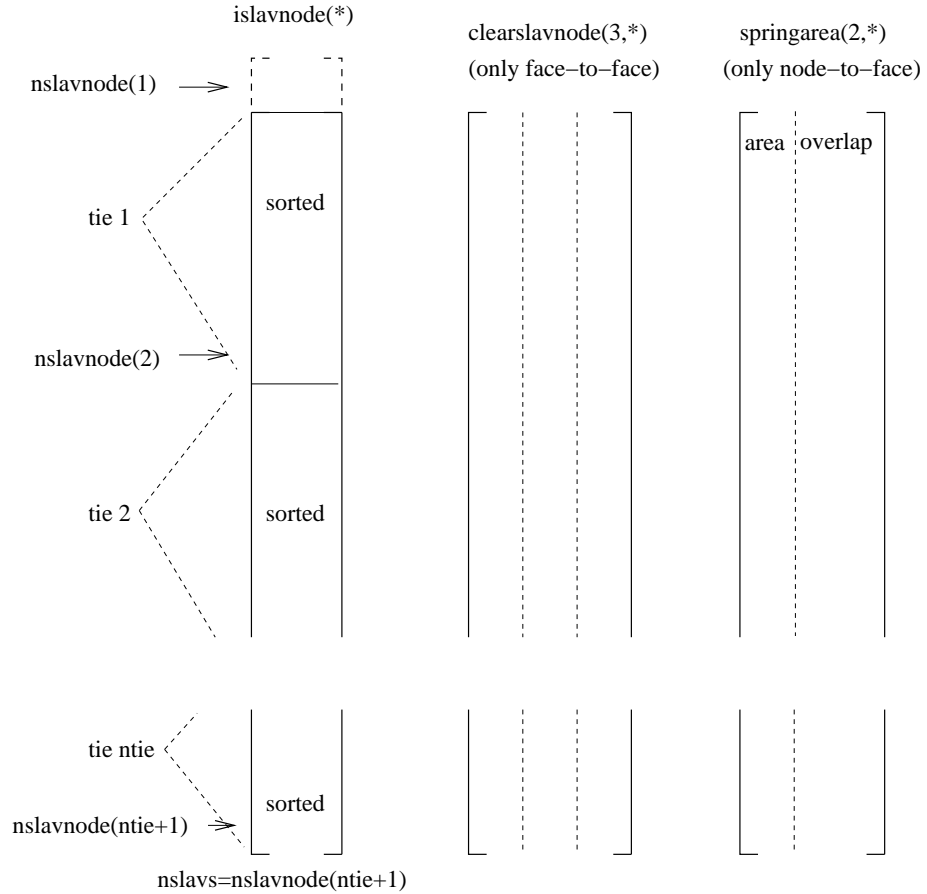 islavnode(*)
clearslavnode(3,*)
(only face−to−face)
springarea(2,*)
(only node−to−face)
nslavnode(1)
area
overlap
tie 1
sorted
nslavnode(2)
tie 2
sorted
tie ntie
sorted
nslavnode(ntie+1)
nslavs=nslavnode(ntie+1)